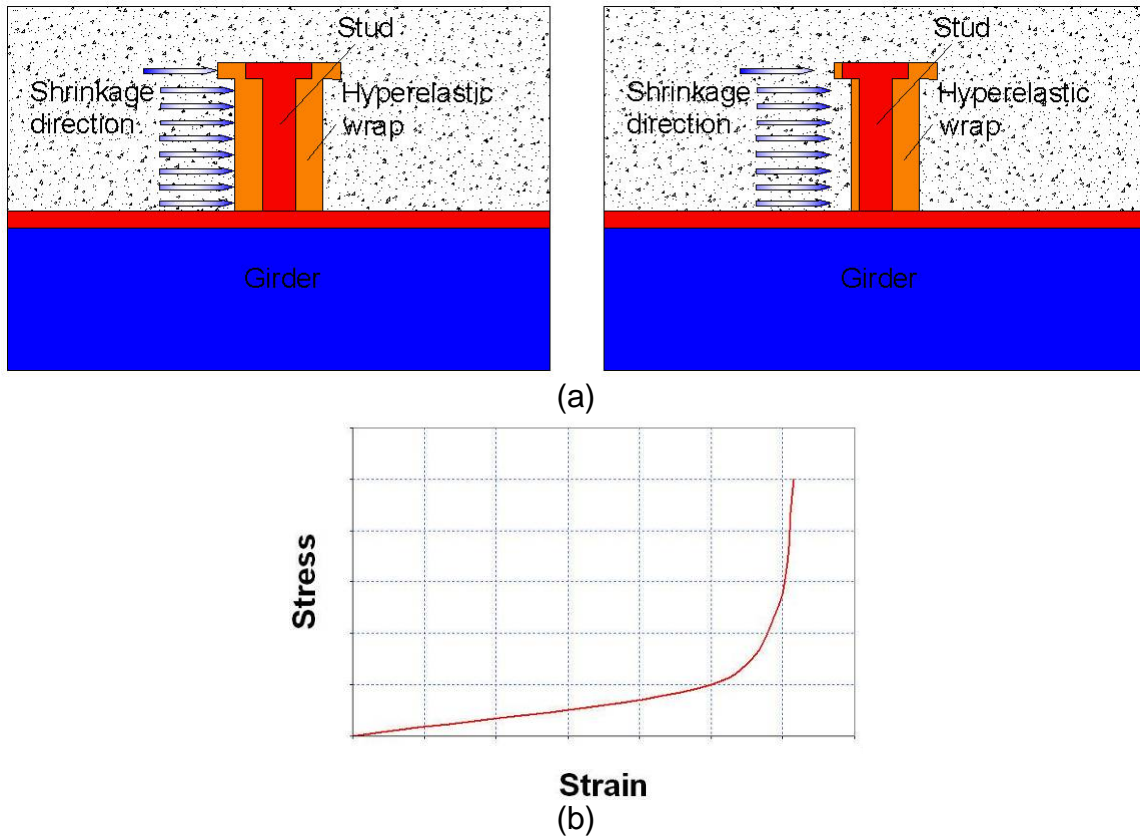 Stud
Shrinkage
direction
Hyperelastic
wrap
Girder
Stud
Shrinkage
direction
Hyperelastic
wrap
Girder
(a)
Stress
Strain
(b)